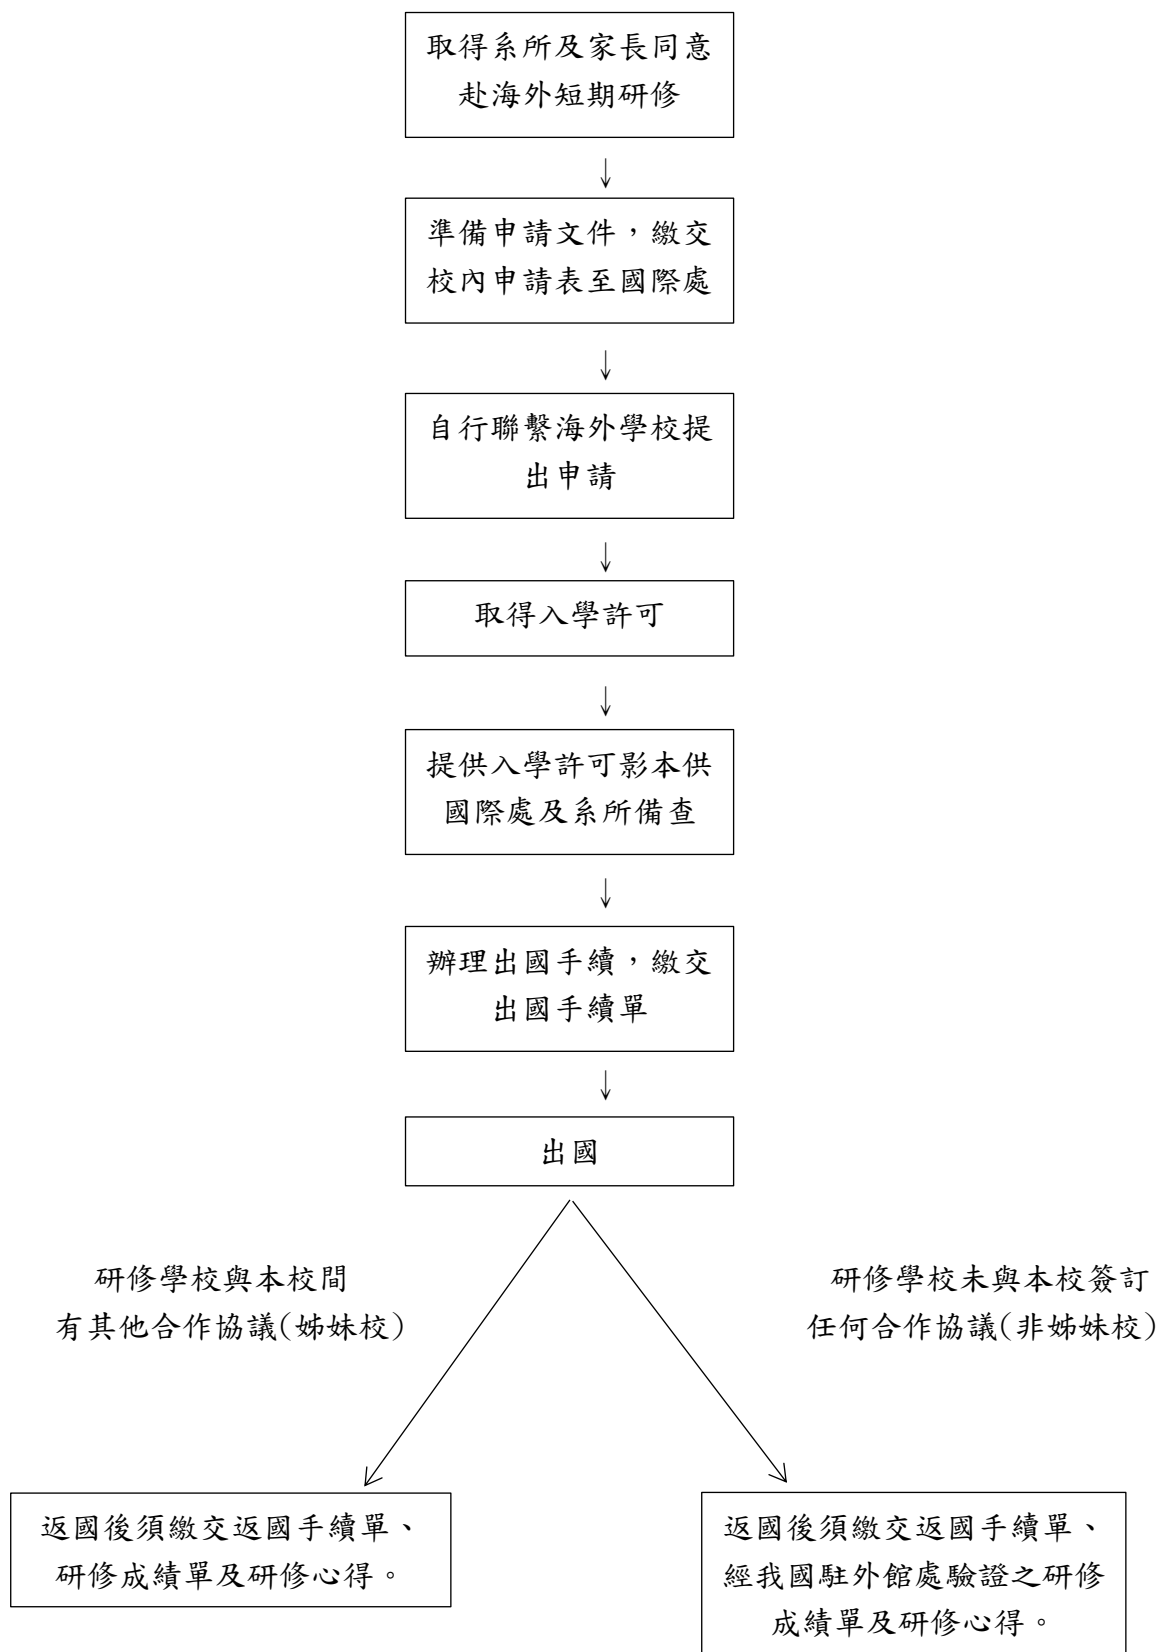 取得系所及家長同意
赴海外短期研修
↓
準備申請文件，繳交
校內申請表至國際處
↓
自行聯繫海外學校提
出申請
↓
取得入學許可
↓
提供入學許可影本供
國際處及系所備查
↓
辦理出國手續，繳交
出國手續單
↓
出國
研修學校與本校間
有其他合作協議(姊妹校)
研修學校未與本校簽訂
任何合作協議(非姊妹校)
返國後須繳交返國手續單、
研修成績單及研修心得。
返國後須繳交返國手續單、
經我國駐外館處驗證之研修
成績單及研修心得。